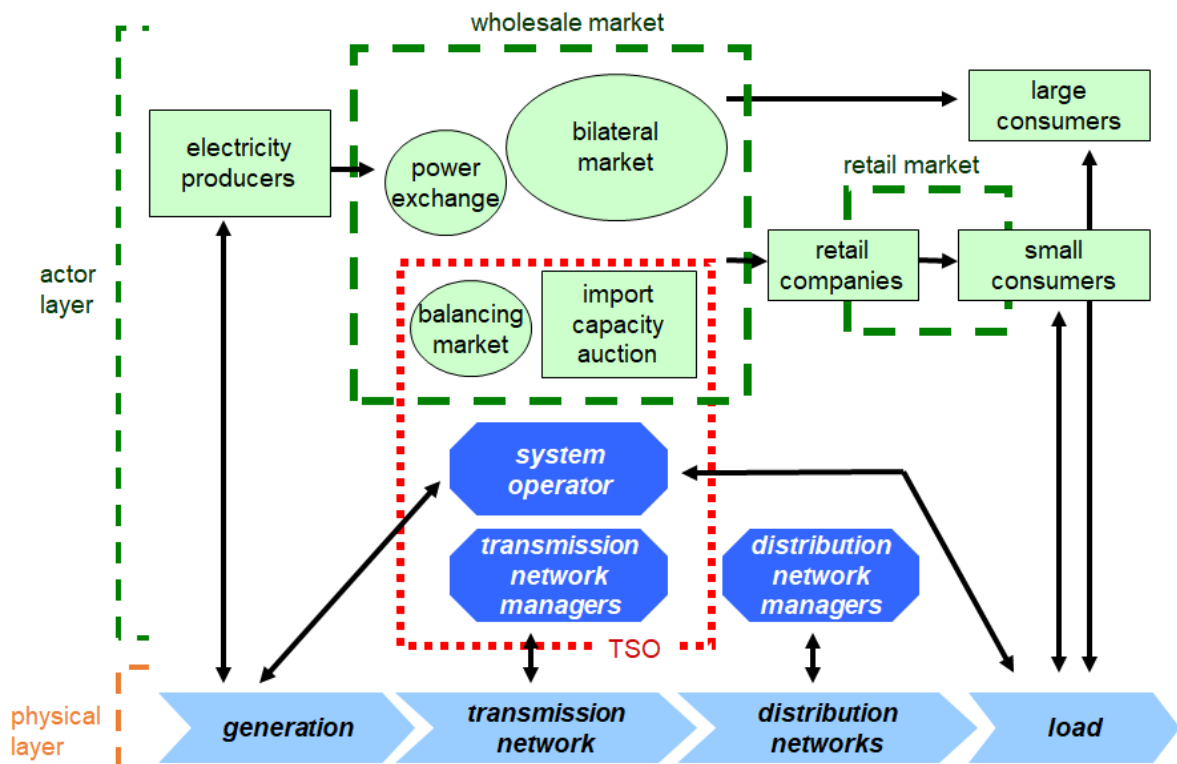 wholesale market
electricity
producers
power
exchange
bilateral
market
large
consumers
retail market
retail
companies
small
consumers
actor
layer
balancing
market
import
capacity
auction
system
operator
transmission
network
managers
distribution
network
managers
TSO
physical
layer
generation
transmission
network
distribution
networks
load